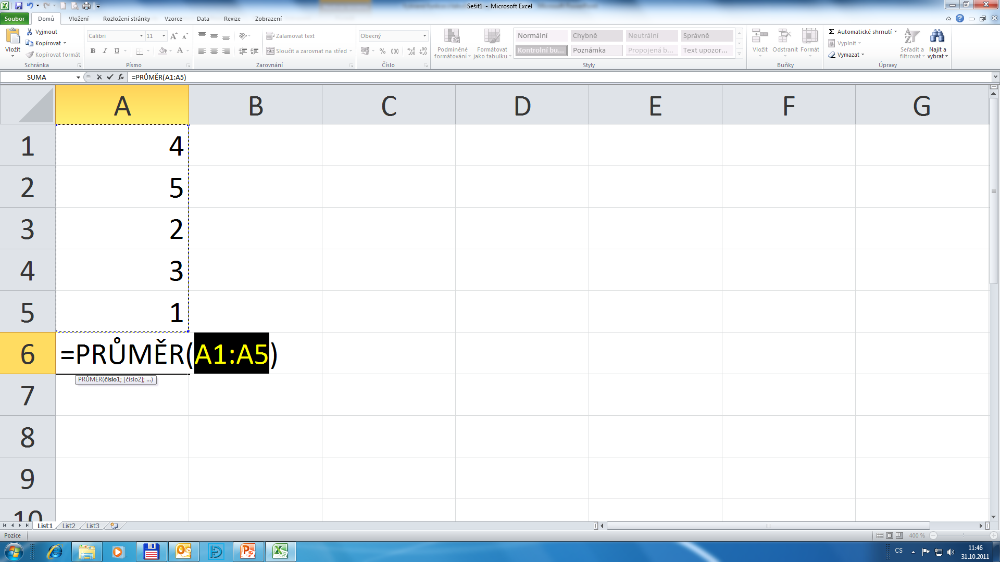 Sešit1 - Microsoft Excel
Soubor Domů Vložení Rozložení stránky Vzorce Data Revize Zobrazení
Vložit
Vyjmout
Kopírovat
Kopírovat formát
Schránka
Calibri 11
B I U A
Písmo
Zalamovat text
Sloučit a zarovnat na střed
Zarovnání
Obecný
% 000
Číslo
Podmíněné formátování
Formátovat jako tabulku
Normální Chybně Neutrální Správně
Kontrolní bu... Poznámka Propojená b... Text upozor...
Styly
Vložit Odstranit Formát
Buňky
Σ Automatické shrnutí
Vyplnit
Vymazat
Seřadit a filtrovat
Najít a vybrat
Úpravy
SUMA fx =PRŮMĚR(A1:A5)
A B C D E F G
1 4
2 5
3 2
4 3
5 1
6 =PRŮMĚR(A1:A5)
PRŮMĚR(číslo1; [číslo2]; ...)
7
8
9
10
List1 List2 List3
Pozice 400 %
CS 11:46
31.10.2011